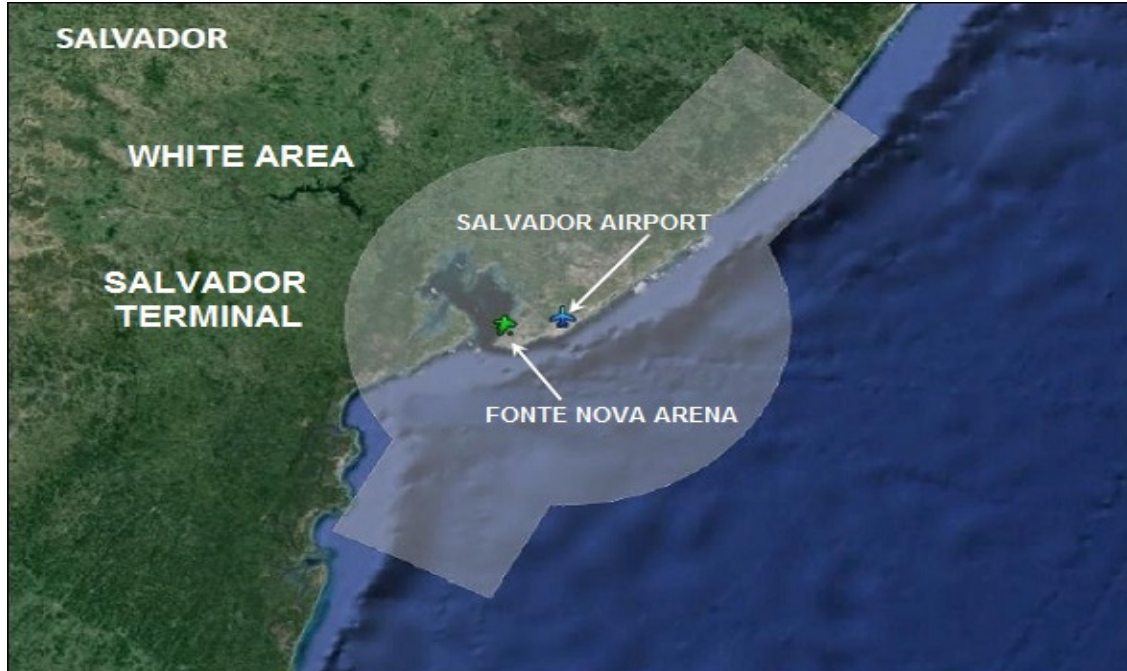 SALVADOR
WHITE AREA
SALVADOR AIRPORT
SALVADOR
TERMINAL
FONTE NOVA ARENA